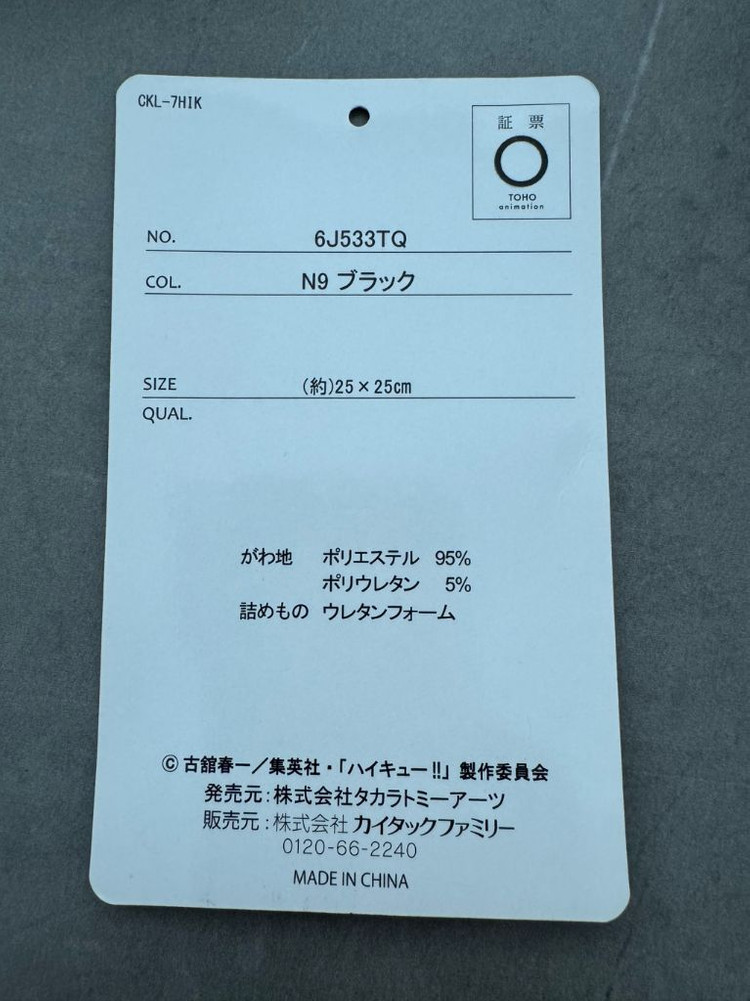 CKL-7HIK
証 票
TOHO
animation
NO. 6J533TQ
COL. N9 ブラック
SIZE (約)25×25cm
QUAL.
がわ地 ポリエステル 95%
ポリウレタン 5%
詰めもの ウレタンフォーム
© 古舘春一／集英社・「ハイキュー!!」製作委員会
発売元：株式会社タカラトミーアーツ
販売元：株式会社 カイタックファミリー
0120-66-2240
MADE IN CHINA